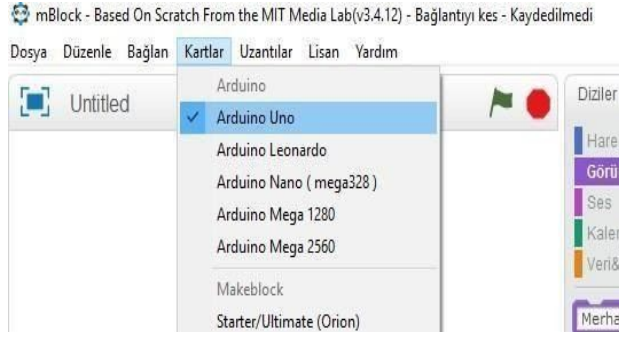 mBlock - Based On Scratch From the MIT Media Lab(v3.4.12) - Bağlantıyı kes - Kaydedilmedi
Dosya Düzenle Bağlan Kartlar Uzantılar Lisan Yardım
Untitled
Arduino
Arduino Uno
Arduino Leonardo
Arduino Nano ( mega328 )
Arduino Mega 1280
Arduino Mega 2560
Makeblock
Starter/Ultimate (Orion)
Diziler
Hare
Görü
Ses
Kaler
Veri&
Merha